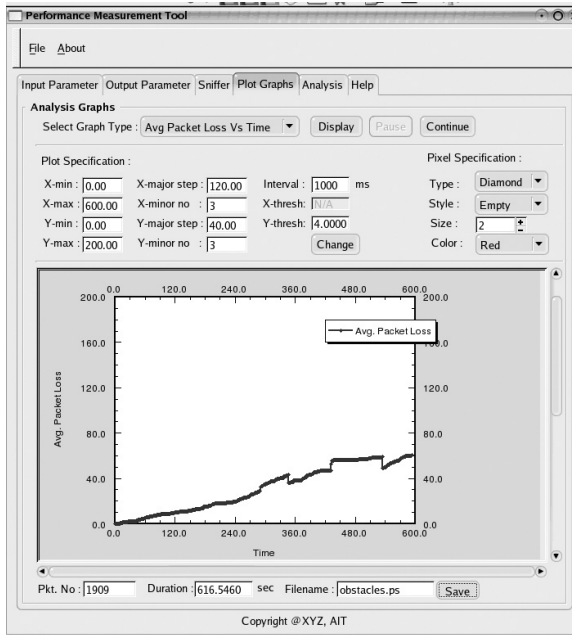 Performance Measurement Tool
File About
Input Parameter Output Parameter Sniffer Plot Graphs Analysis Help
Analysis Graphs
Select Graph Type : Avg Packet Loss Vs Time Display Pause Continue
Plot Specification : Pixel Specification :
X-min : 0.00 X-major step : 120.00 Interval : 1000 ms Type : Diamond
X-max : 600.00 X-minor no : 3 X-thresh: N/A Style : Empty
Y-min : 0.00 Y-major step : 40.00 Y-thresh: 4.0000 Size : 2
Y-max : 200.00 Y-minor no : 3 Change Color : Red
0.0 120.0 240.0 360.0 480.0 600.0
200.0 200.0
Avg. Packet Loss
160.0 160.0
120.0 120.0
Avg. Packet Loss
80.0 80.0
40.0 40.0
0.0 0.0
0.0 120.0 240.0 360.0 480.0 600.0
Time
Pkt. No : 1909 Duration : 616.5460 sec Filename : obstacles.ps Save
Copyright @XYZ, AIT